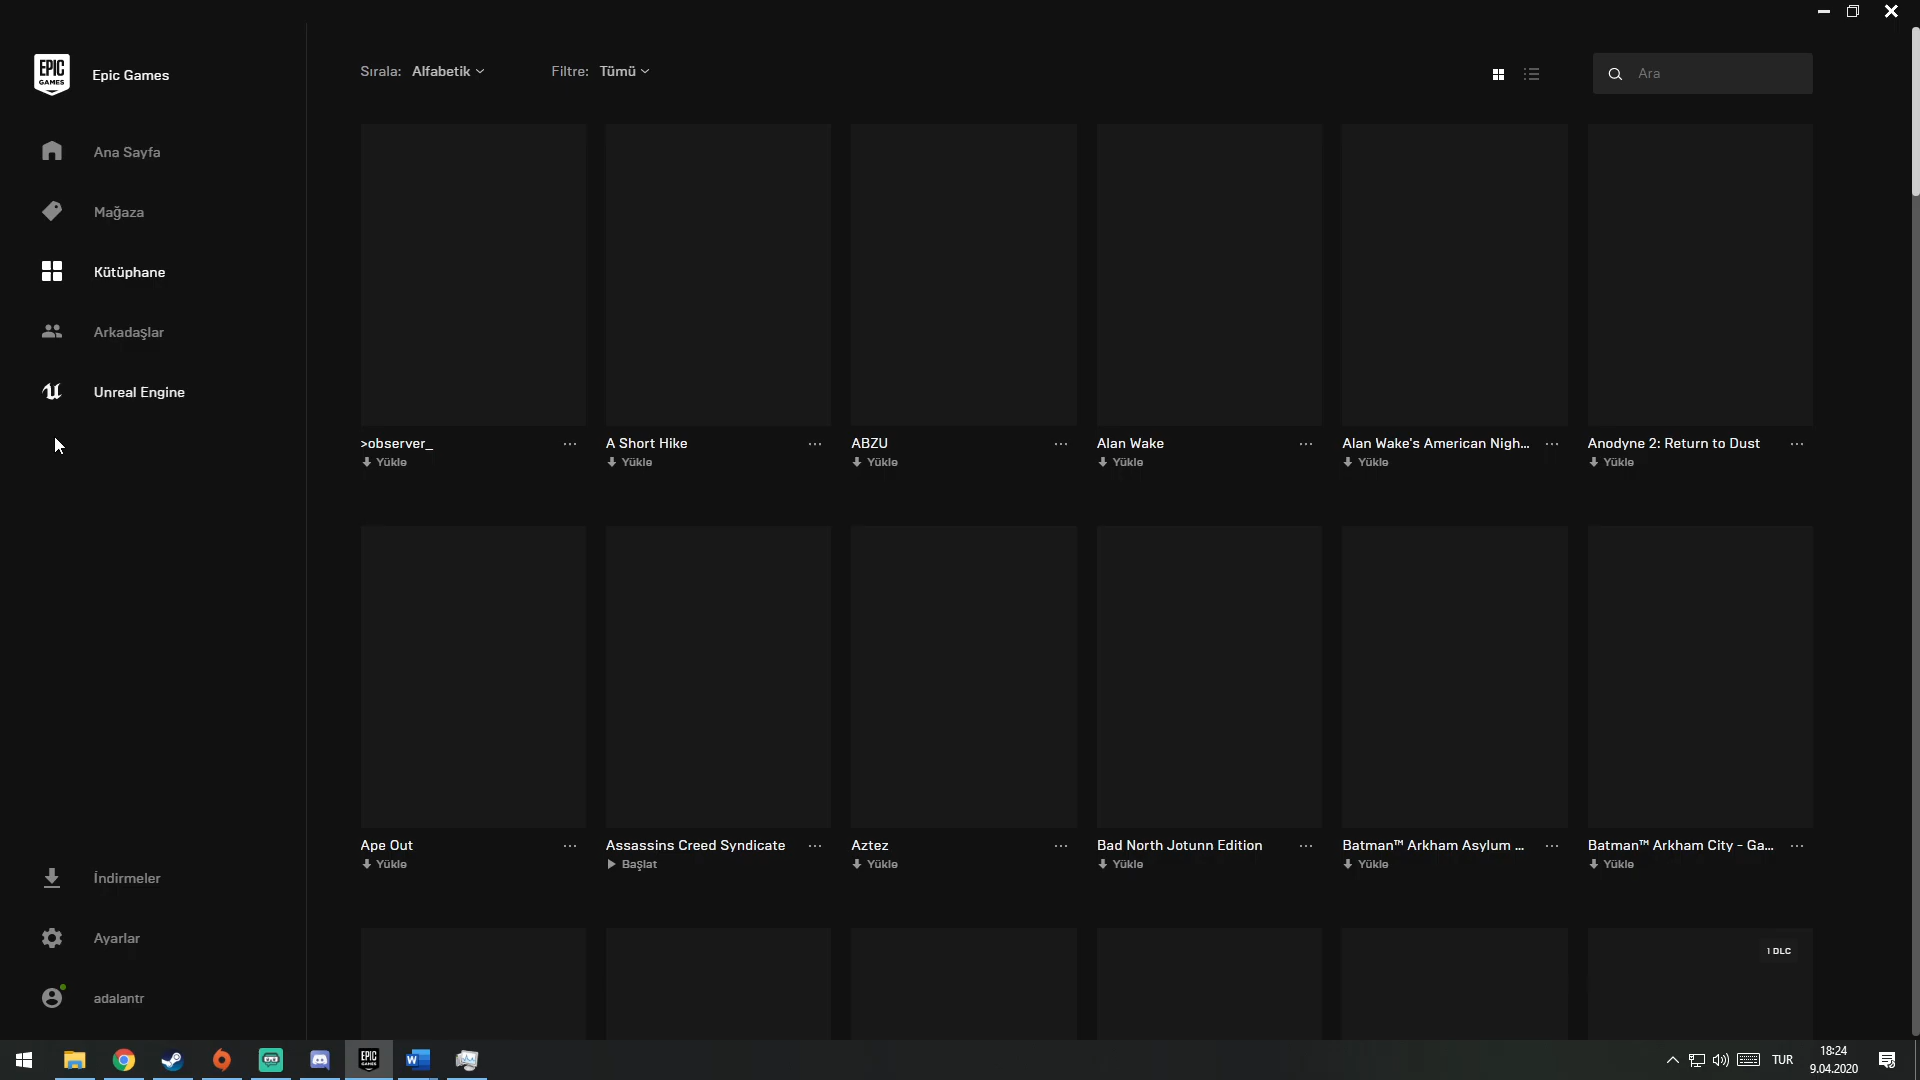 EPIC GAMES
Epic Games
Sırala: Alfabetik
Filtre: Tümü
Ara
Ana Sayfa
Mağaza
Kütüphane
Arkadaşlar
Unreal Engine
>observer_
Yükle
A Short Hike
Yükle
ABZU
Yükle
Alan Wake
Yükle
Alan Wake's American Nigh...
Yükle
Anodyne 2: Return to Dust
Yükle
Ape Out
Yükle
Assassins Creed Syndicate
Başlat
Aztez
Yükle
Bad North Jotunn Edition
Yükle
Batman™ Arkham Asylum ...
Yükle
Batman™ Arkham City - Ga...
Yükle
1 DLC
İndirmeler
Ayarlar
adalantr
EPIC GAMES
TUR
18:24
9.04.2020